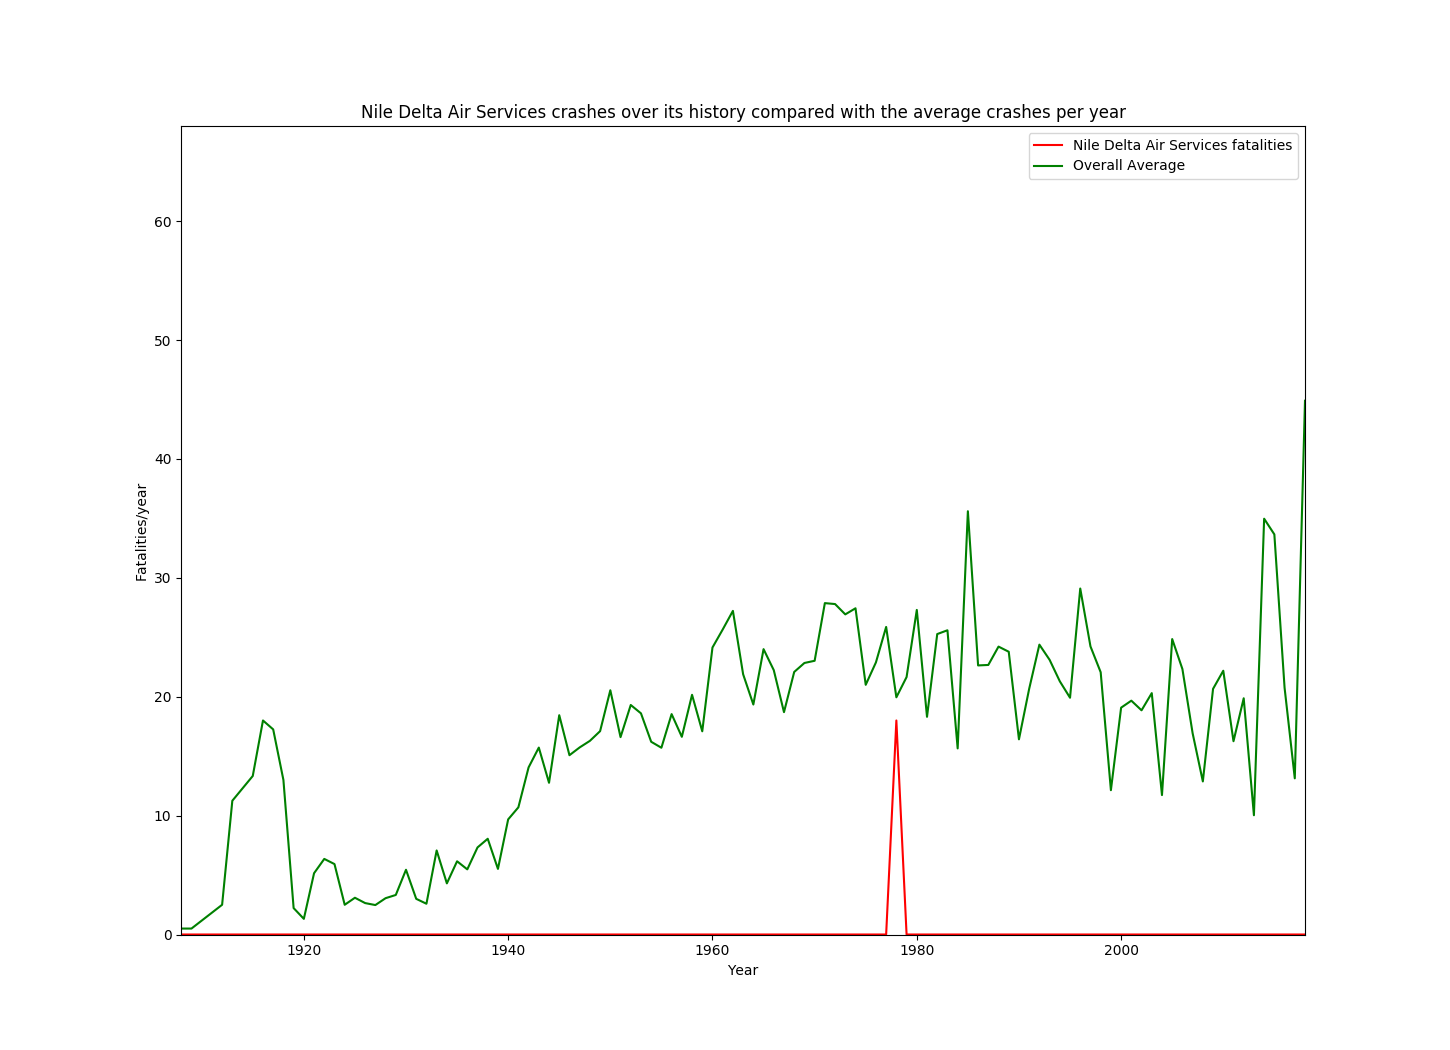 Nile Delta Air Services crashes over its history compared with the average crashes per year
Nile Delta Air Services fatalities
Overall Average
60
50
40
30
20
10
0
Fatalities/year
1920 1940 1960 1980 2000
Year